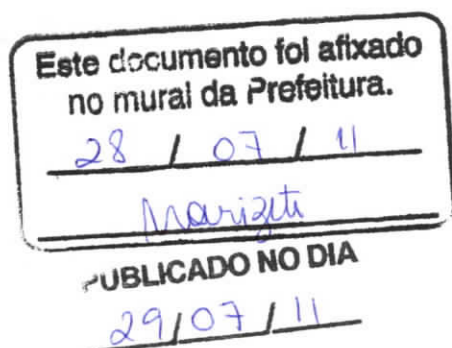 Este documento foi afixado
no mural da Prefeitura.
28 / 07 / 11
Marizeti
PUBLICADO NO DIA
29/07/11